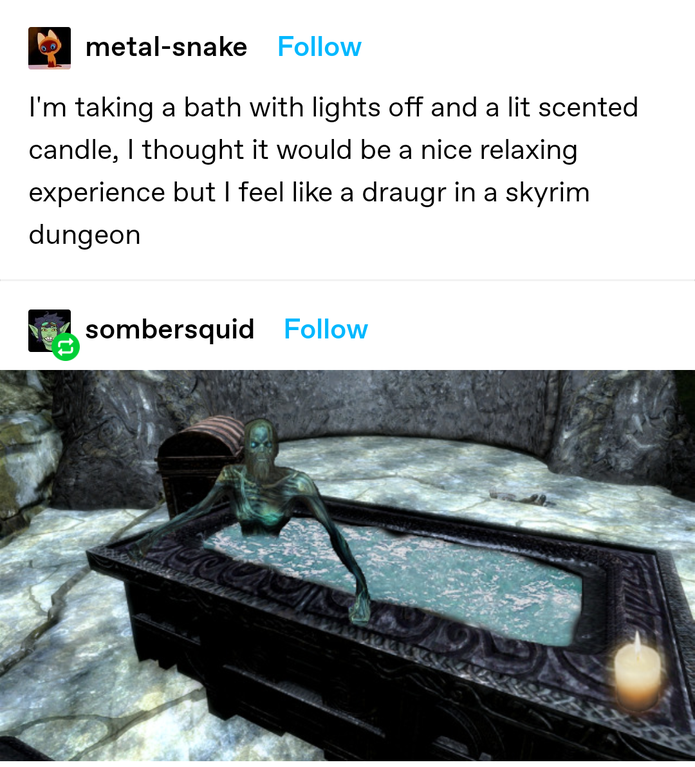 metal-snake Follow
I'm taking a bath with lights off and a lit scented
candle, I thought it would be a nice relaxing
experience but I feel like a draugr in a skyrim
dungeon
sombersquid Follow